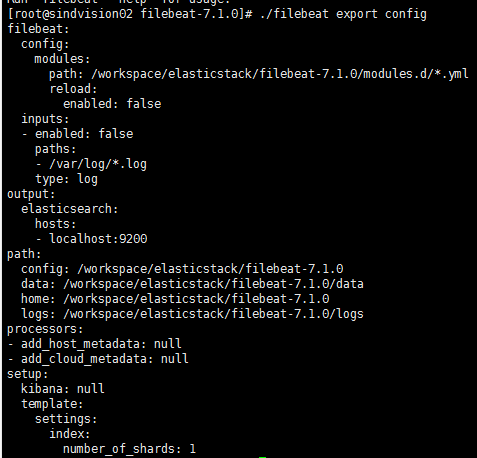 [root@sindvision02 filebeat-7.1.0]# ./filebeat export config
filebeat:
  config:
    modules:
      path: /workspace/elasticstack/filebeat-7.1.0/modules.d/*.yml
      reload:
        enabled: false
  inputs:
  - enabled: false
    paths:
    - /var/log/*.log
    type: log
output:
  elasticsearch:
    hosts:
    - localhost:9200
path:
  config: /workspace/elasticstack/filebeat-7.1.0
  data: /workspace/elasticstack/filebeat-7.1.0/data
  home: /workspace/elasticstack/filebeat-7.1.0
  logs: /workspace/elasticstack/filebeat-7.1.0/logs
processors:
- add_host_metadata: null
- add_cloud_metadata: null
setup:
  kibana: null
  template:
    settings:
      index:
        number_of_shards: 1